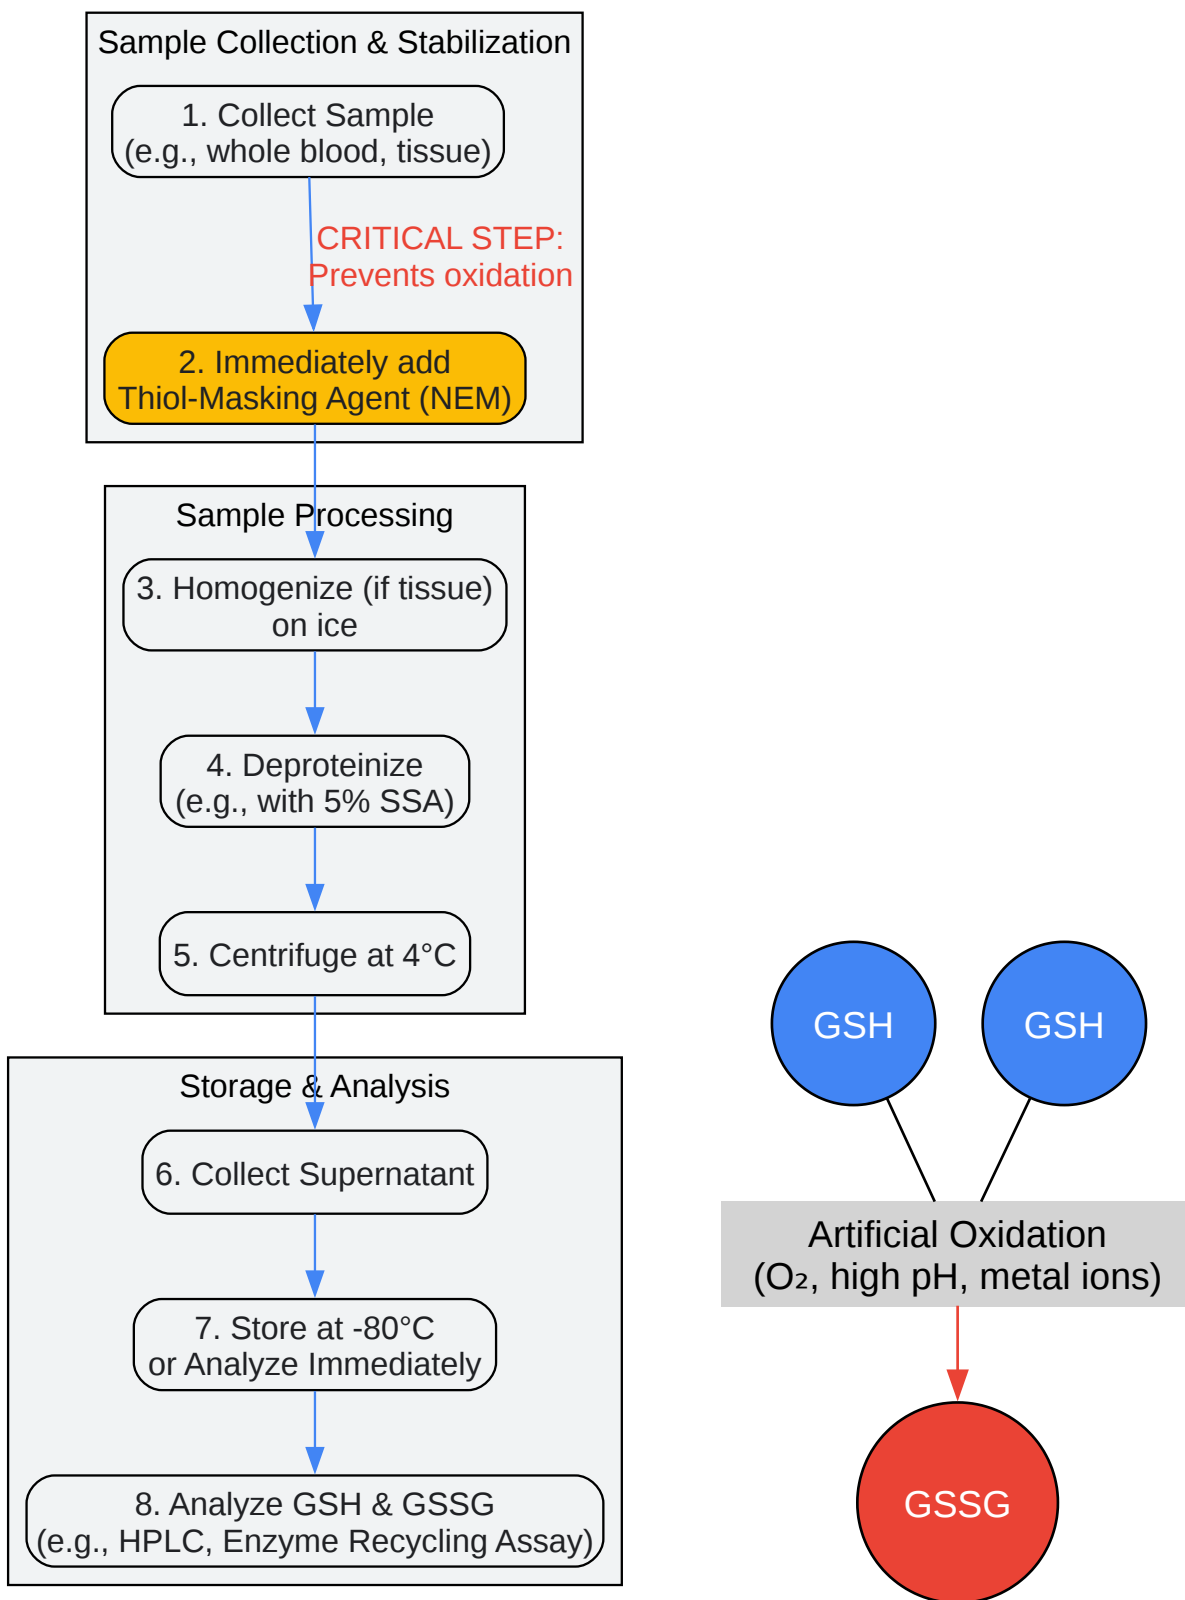 Sample Collection & Stabilization
1. Collect Sample
(e.g., whole blood, tissue)
CRITICAL STEP:
Prevents oxidation
2. Immediately add
Thiol-Masking Agent (NEM)
Sample Processing
3. Homogenize (if tissue)
on ice
4. Deproteinize
(e.g., with 5% SSA)
5. Centrifuge at 4°C
Storage & Analysis
6. Collect Supernatant
7. Store at -80°C
or Analyze Immediately
8. Analyze GSH & GSSG
(e.g., HPLC, Enzyme Recycling Assay)
GSH
GSH
Artificial Oxidation
(O₂, high pH, metal ions)
GSSG